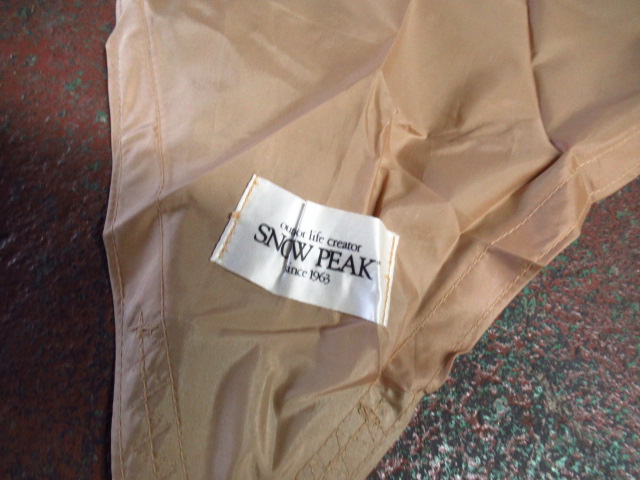 outdoor life creator
SNOW PEAK
since 1963